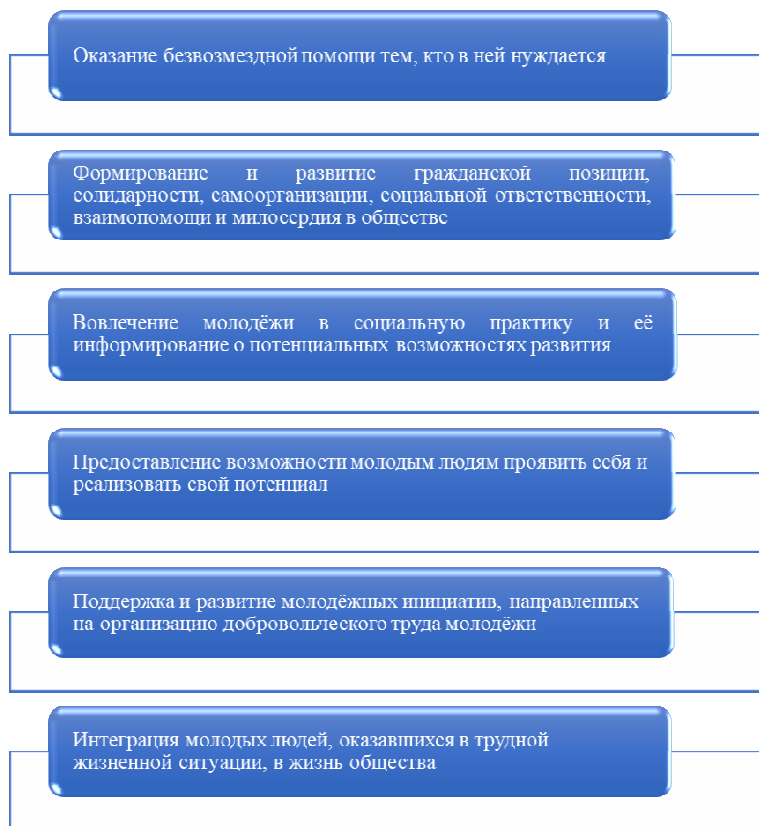 Оказание безвозмездной помощи тем, кто в ней нуждается
Формирование и развитие гражданской позиции,
солидарности, самоорганизации, социальной ответственности,
взаимопомощи и милосердия в обществе
Вовлечение молодёжи в социальную практику и её
информирование о потенциальных возможностях развития
Предоставление возможности молодым людям проявить себя и
реализовать свой потенциал
Поддержка и развитие молодёжных инициатив, направленных
на организацию добровольческого труда молодёжи
Интеграция молодых людей, оказавшихся в трудной
жизненной ситуации, в жизнь общества